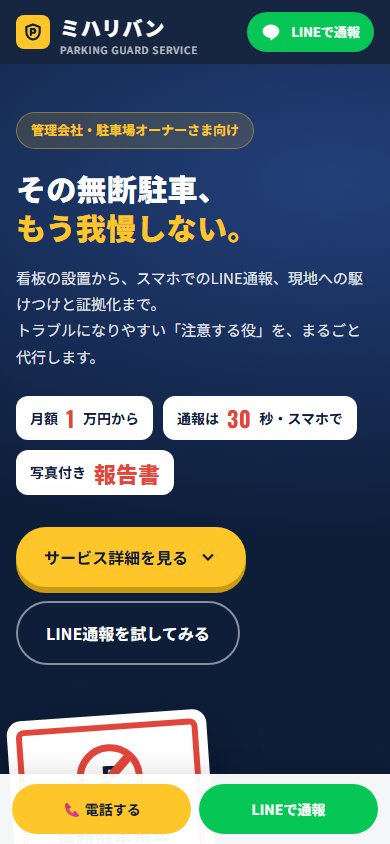 ミハリバン
PARKING GUARD SERVICE
LINEで通報
管理会社・駐車場オーナーさま向け
その無断駐車、
もう我慢しない。
看板の設置から、スマホでのLINE通報、現地への駆
けつけと証拠化まで。
トラブルになりやすい「注意する役」を、まるごと
代行します。
月額 1 万円から
通報は 30 秒・スマホで
写真付き 報告書
サービス詳細を見る
LINE通報を試してみる
電話する
LINEで通報